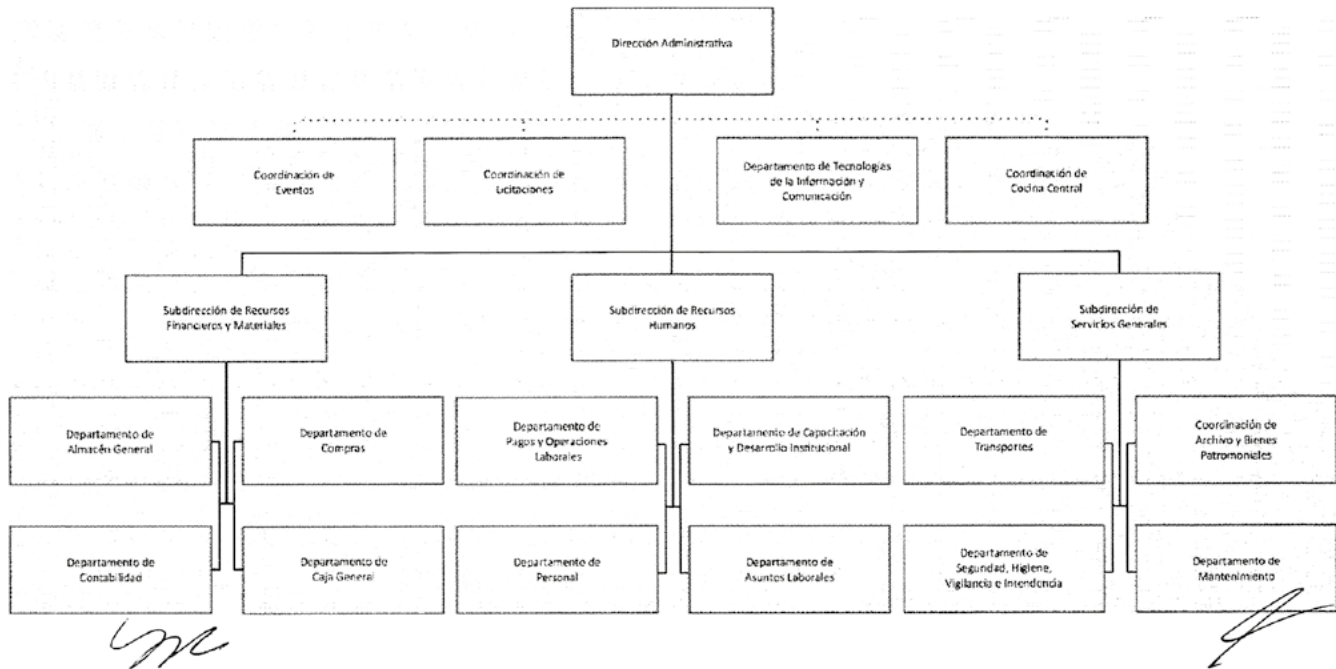 Dirección Administrativa
Coordinación de
Eventos
Coordinación de
Licitaciones
Departamento de Tecnologías
de la Información y
Comunicación
Coordinación de
Cocina Central
Subdirección de Recursos
Financieros y Materiales
Subdirección de Recursos
Humanos
Subdirección de
Servicios Generales
Departamento de
Almacén General
Departamento de
Compras
Departamento de
Pagos y Operaciones
Laborales
Departamento de Capacitación
y Desarrollo Institucional
Departamento de
Transportes
Coordinación de
Archivo y Bienes
Patromoniales
Departamento de
Contabilidad
Departamento de
Caja General
Departamento de
Personal
Departamento de
Asuntos Laborales
Departamento de
Seguridad, Higiene,
Vigilancia e Intendencia
Departamento de
Mantenimiento